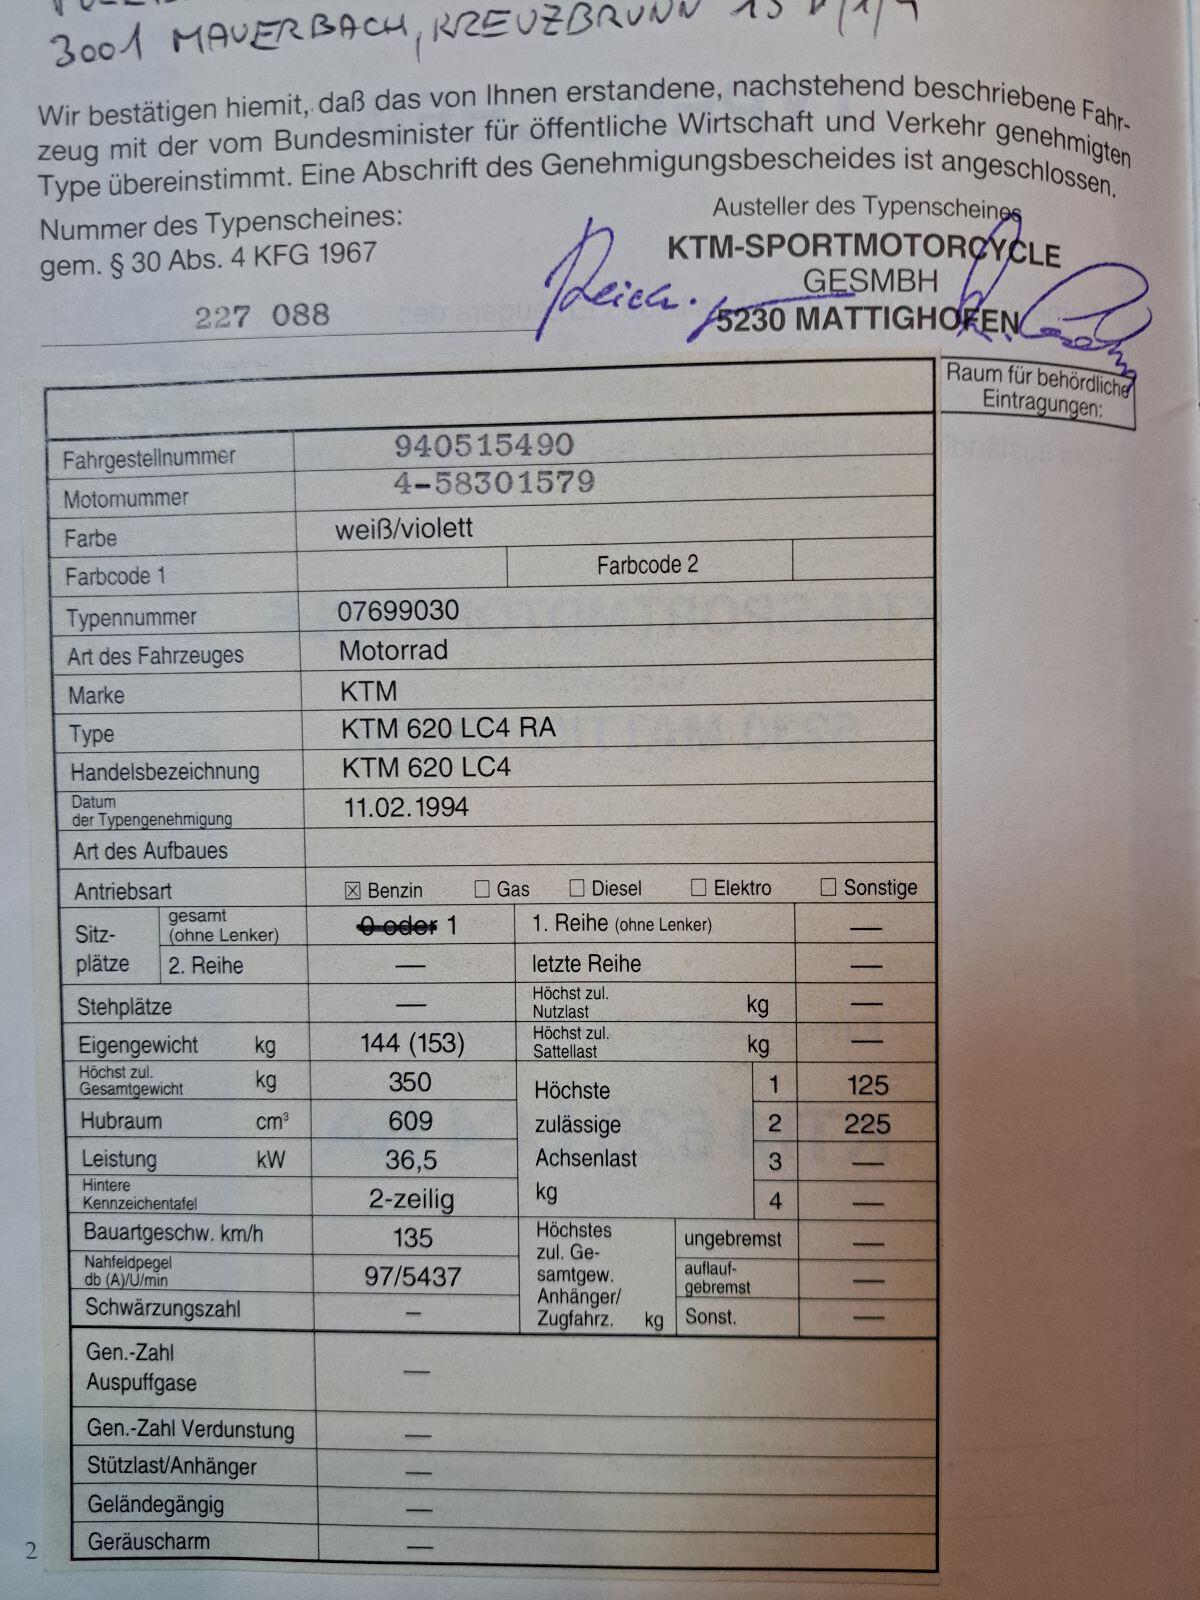 3001 MAUERBACH, KREUZBRUNN 13
Wir bestätigen hiemit, daß das von Ihnen erstandene, nachstehend beschriebene Fahr-
zeug mit der vom Bundesminister für öffentliche Wirtschaft und Verkehr genehmigten
Type übereinstimmt. Eine Abschrift des Genehmigungsbescheides ist angeschlossen.
Nummer des Typenscheines:
gem. § 30 Abs. 4 KFG 1967
227 088
Austeller des Typenscheines
KTM-SPORTMOTORCYCLE
GESMBH
5230 MATTIGHOFEN
Raum für behördliche
Eintragungen:
Fahrgestellnummer 940515490
Motornummer 4-58301579
Farbe weiß/violett
Farbcode 1 Farbcode 2
Typennummer 07699030
Art des Fahrzeuges Motorrad
Marke KTM
Type KTM 620 LC4 RA
Handelsbezeichnung KTM 620 LC4
Datum
der Typengenehmigung 11.02.1994
Art des Aufbaues
Antriebsart ☒ Benzin ☐ Gas ☐ Diesel ☐ Elektro ☐ Sonstige
Sitz-
plätze
gesamt
(ohne Lenker) 0 oder 1 1. Reihe (ohne Lenker) —
2. Reihe — letzte Reihe —
Stehplätze — Höchst zul.
Nutzlast kg —
Eigengewicht kg 144 (153) Höchst zul.
Sattellast kg —
Höchst zul.
Gesamtgewicht kg 350
Hubraum cm³ 609
Leistung kW 36,5
Hintere
Kennzeichentafel 2-zeilig
Höchste
zulässige
Achsenlast
kg
1 125
2 225
3 —
4 —
Bauartgeschw. km/h 135
Nahfeldpegel
db (A)/U/min 97/5437
Schwärzungszahl –
Höchstes
zul. Ge-
samtgew.
Anhänger/
Zugfahrz. kg
ungebremst —
auflauf-
gebremst —
Sonst. —
Gen.-Zahl
Auspuffgase —
Gen.-Zahl Verdunstung —
Stützlast/Anhänger —
Geländegängig —
Geräuscharm —
2